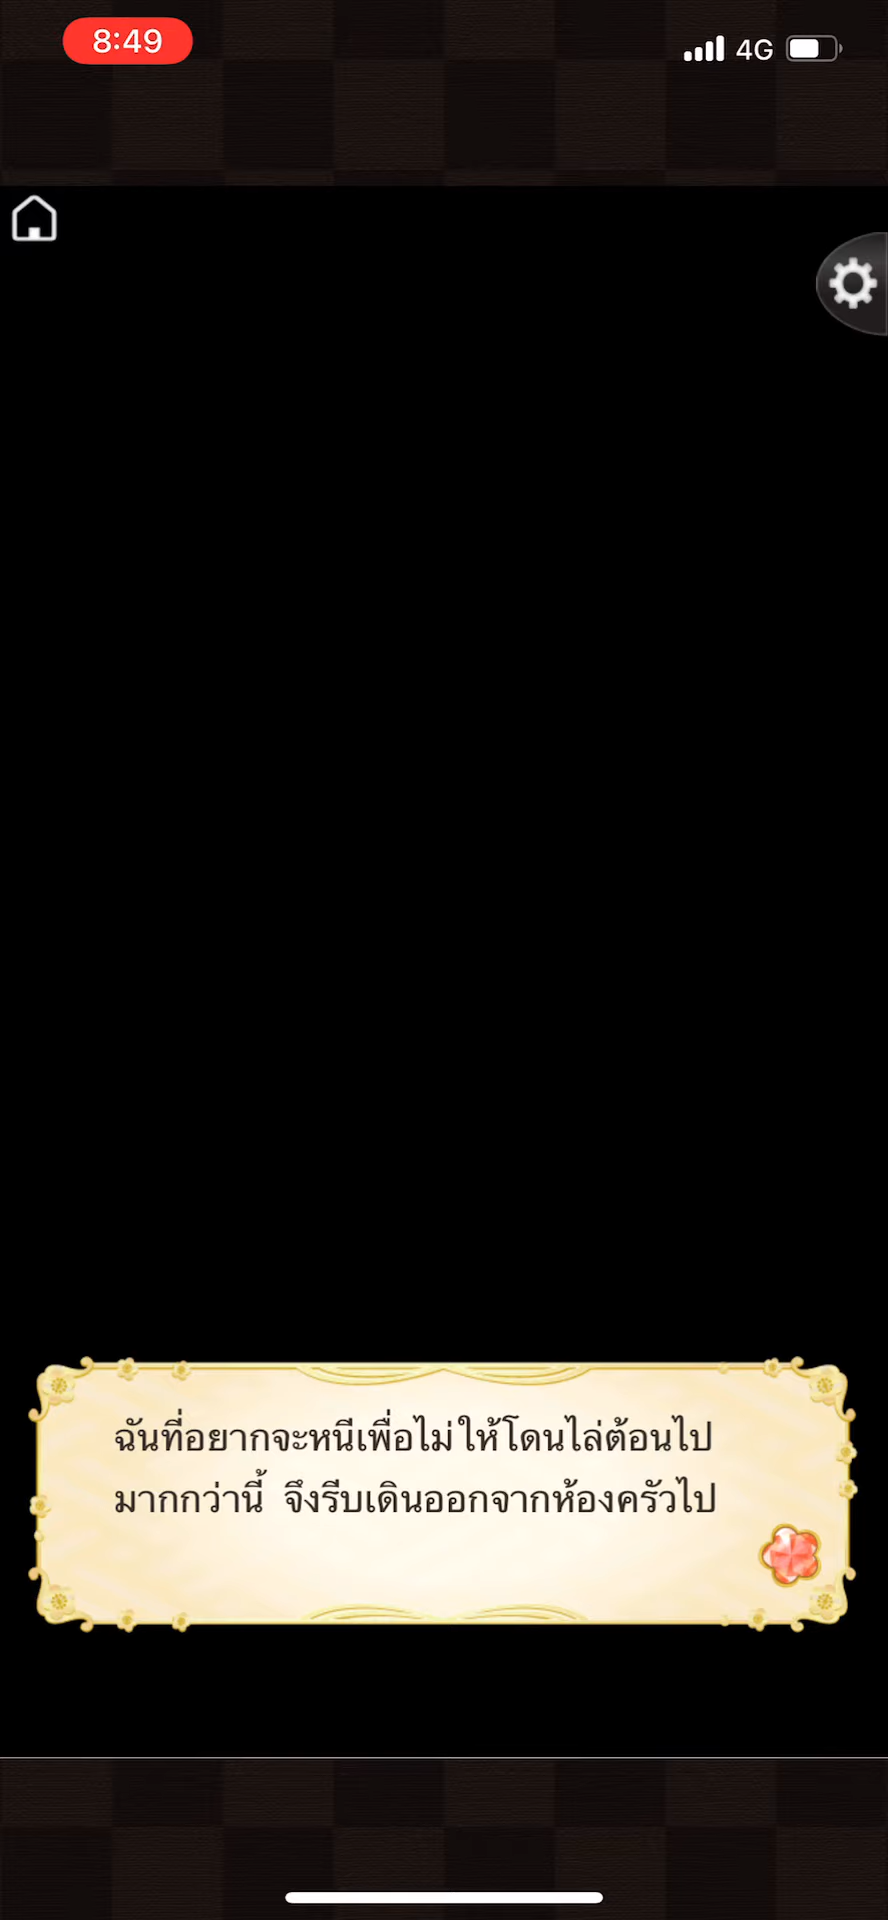 8:49
4G
ฉันที่อยากจะหนีเพื่อไม่ให้โดนไล่ต้อนไป
มากกว่านี้ จึงรีบเดินออกจากห้องครัวไป